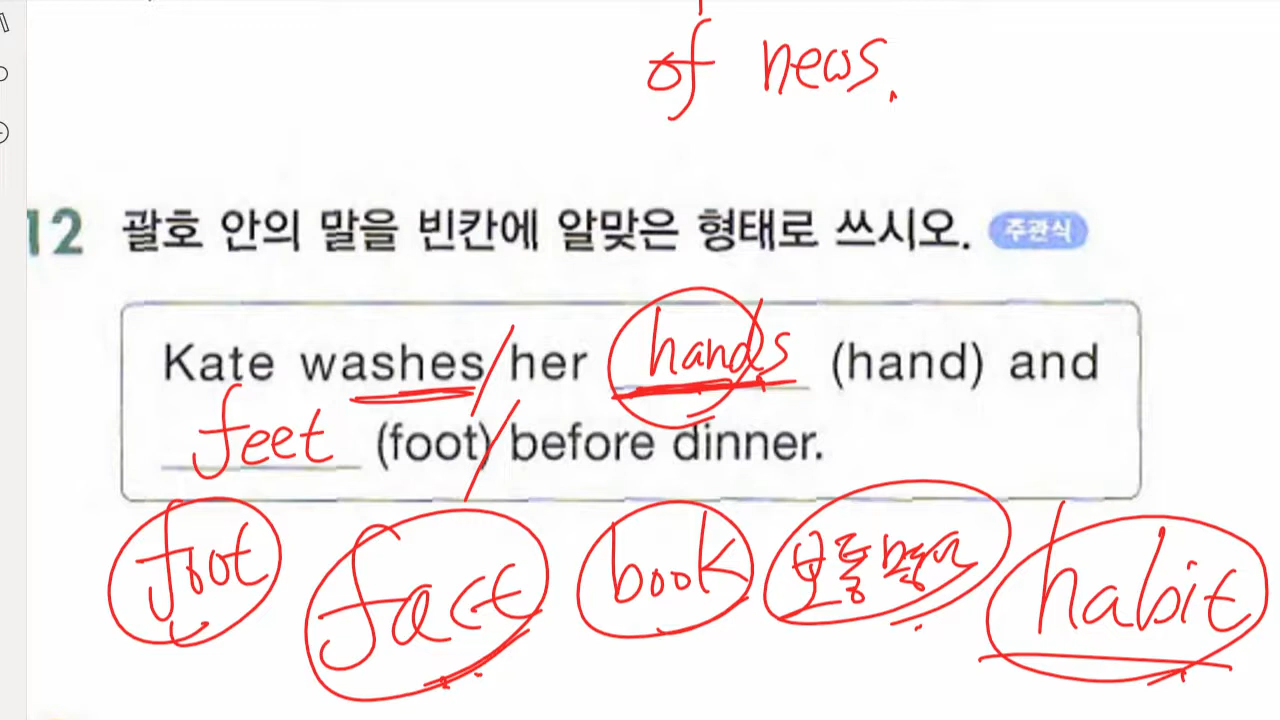 of news.
12 괄호 안의 말을 빈칸에 알맞은 형태로 쓰시오. 주관식
Kate washes her hands (hand) and
feet (foot) before dinner.
foot fact book 보통명사 habit